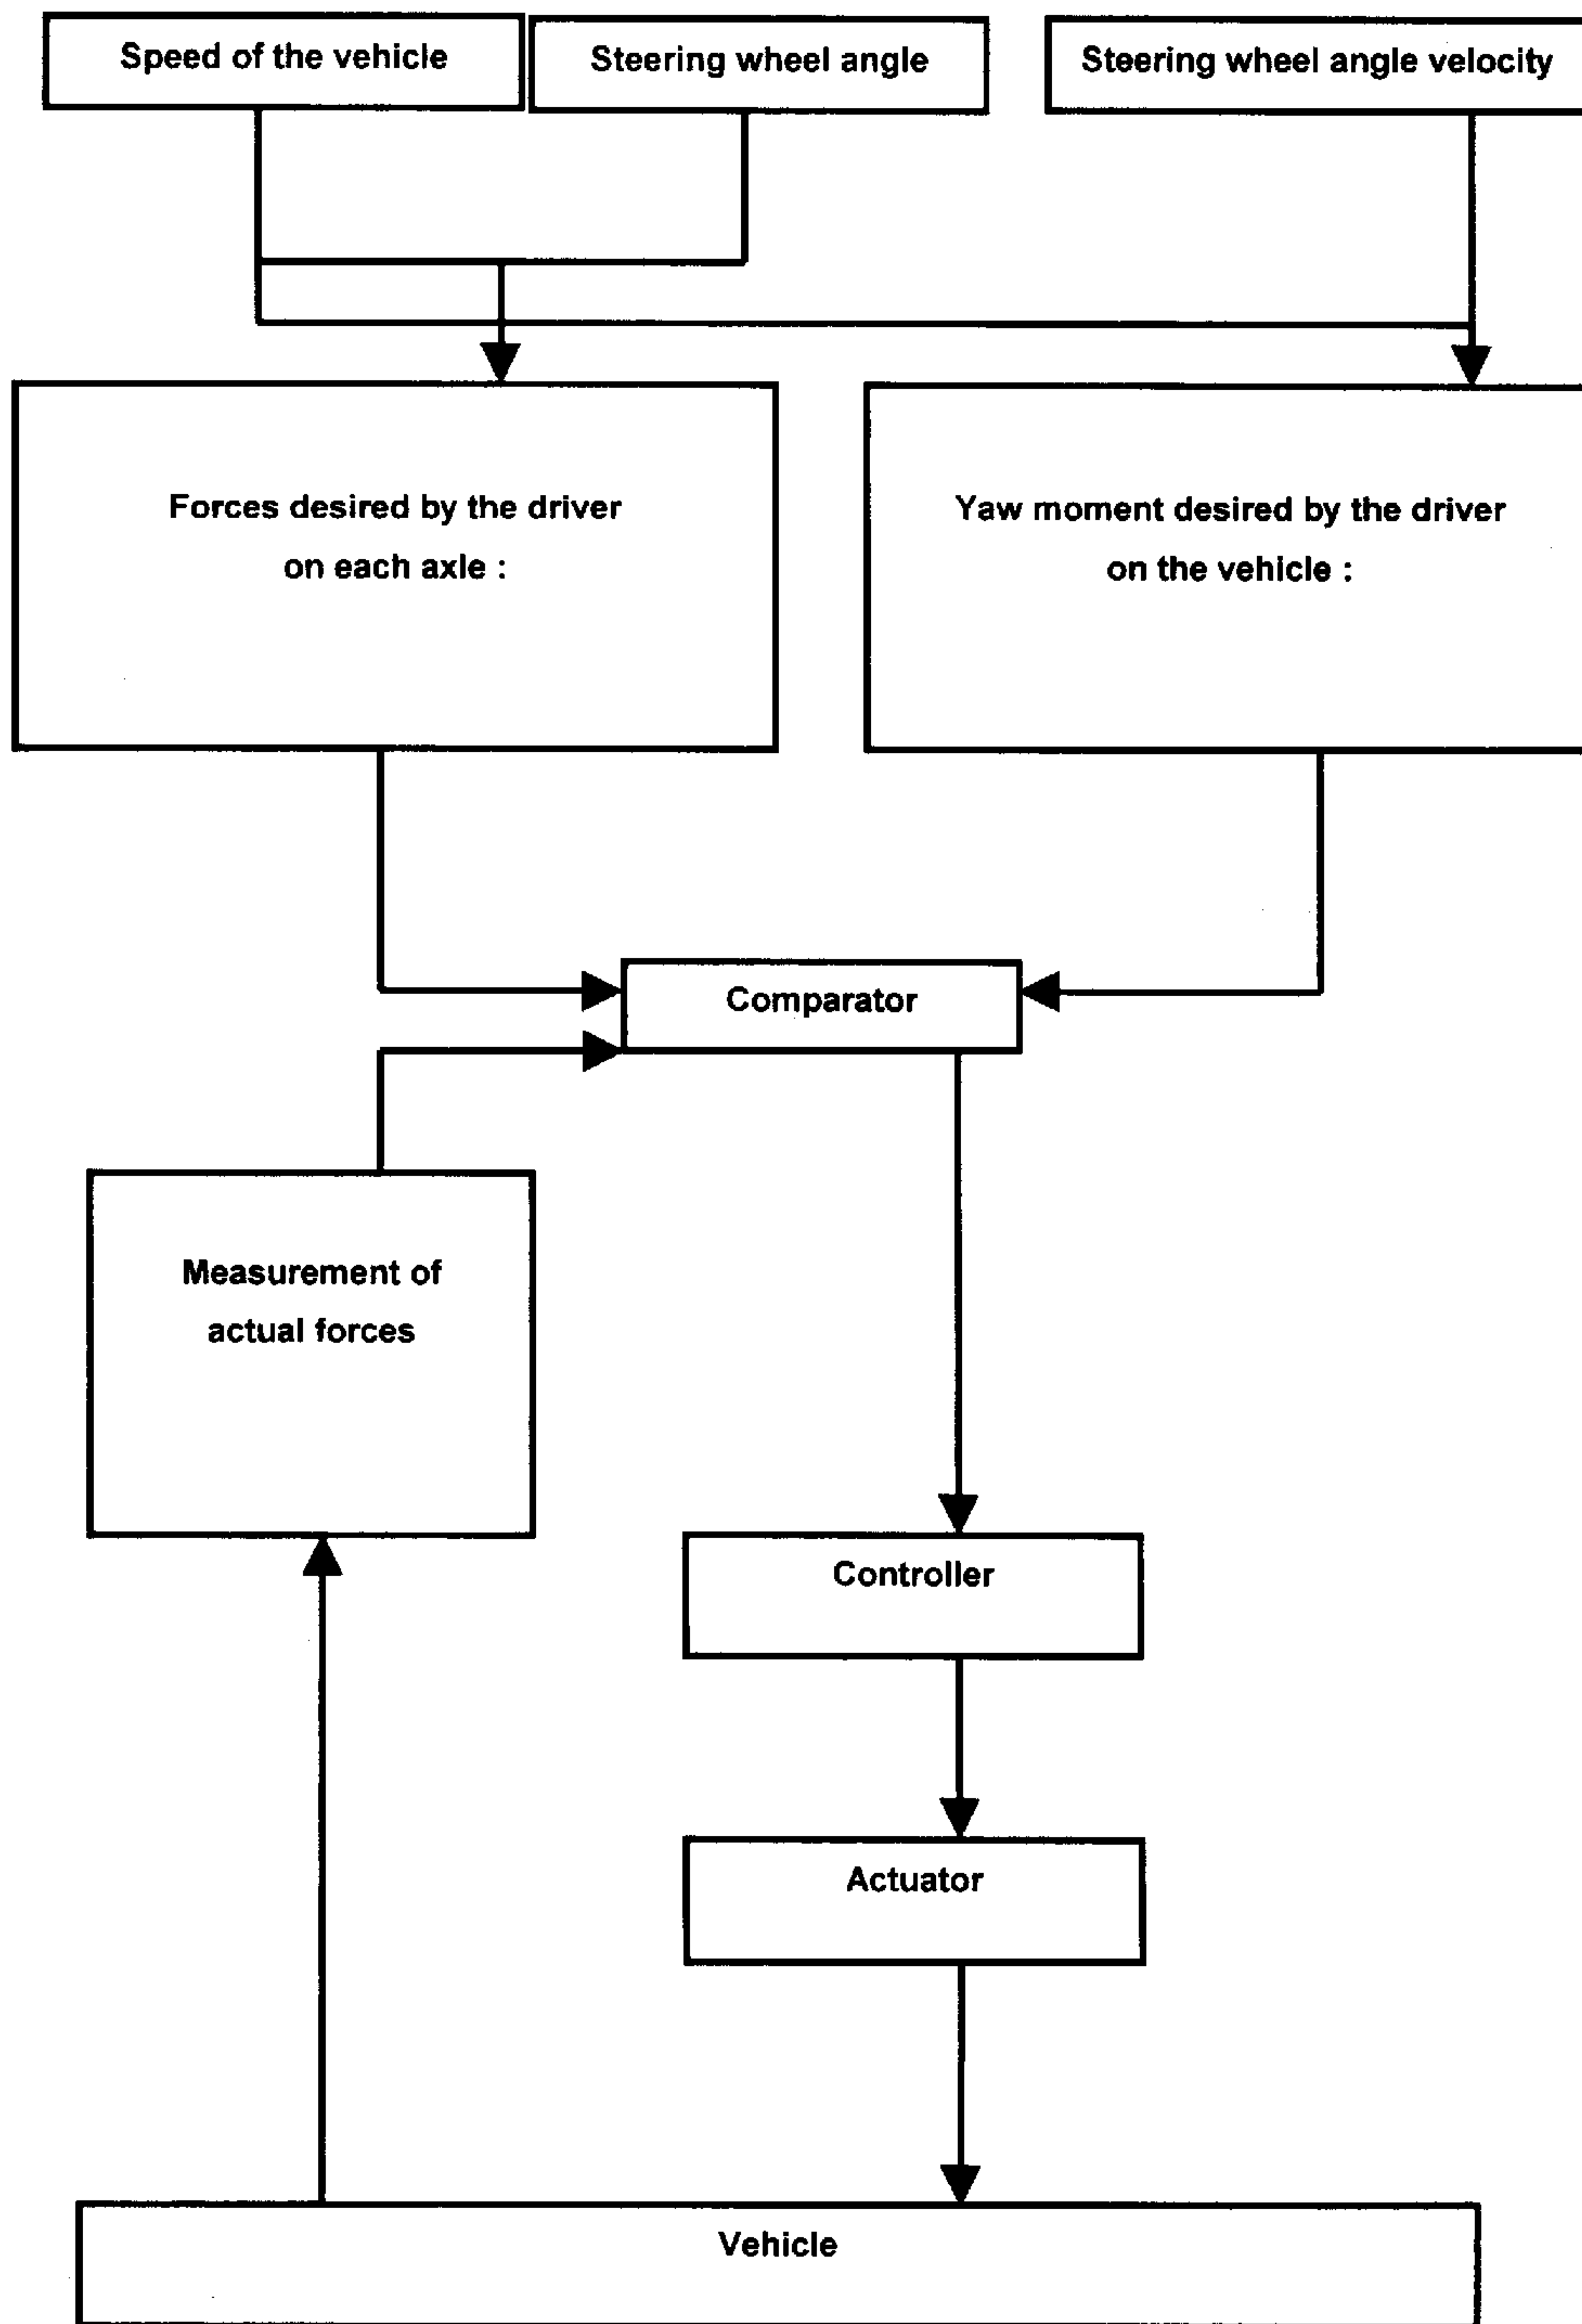 Speed of the vehicle
Steering wheel angle
Steering wheel angle velocity
Forces desired by the driver
on each axle :
Yaw moment desired by the driver
on the vehicle :
Comparator
Measurement of
actual forces
Controller
Actuator
Vehicle